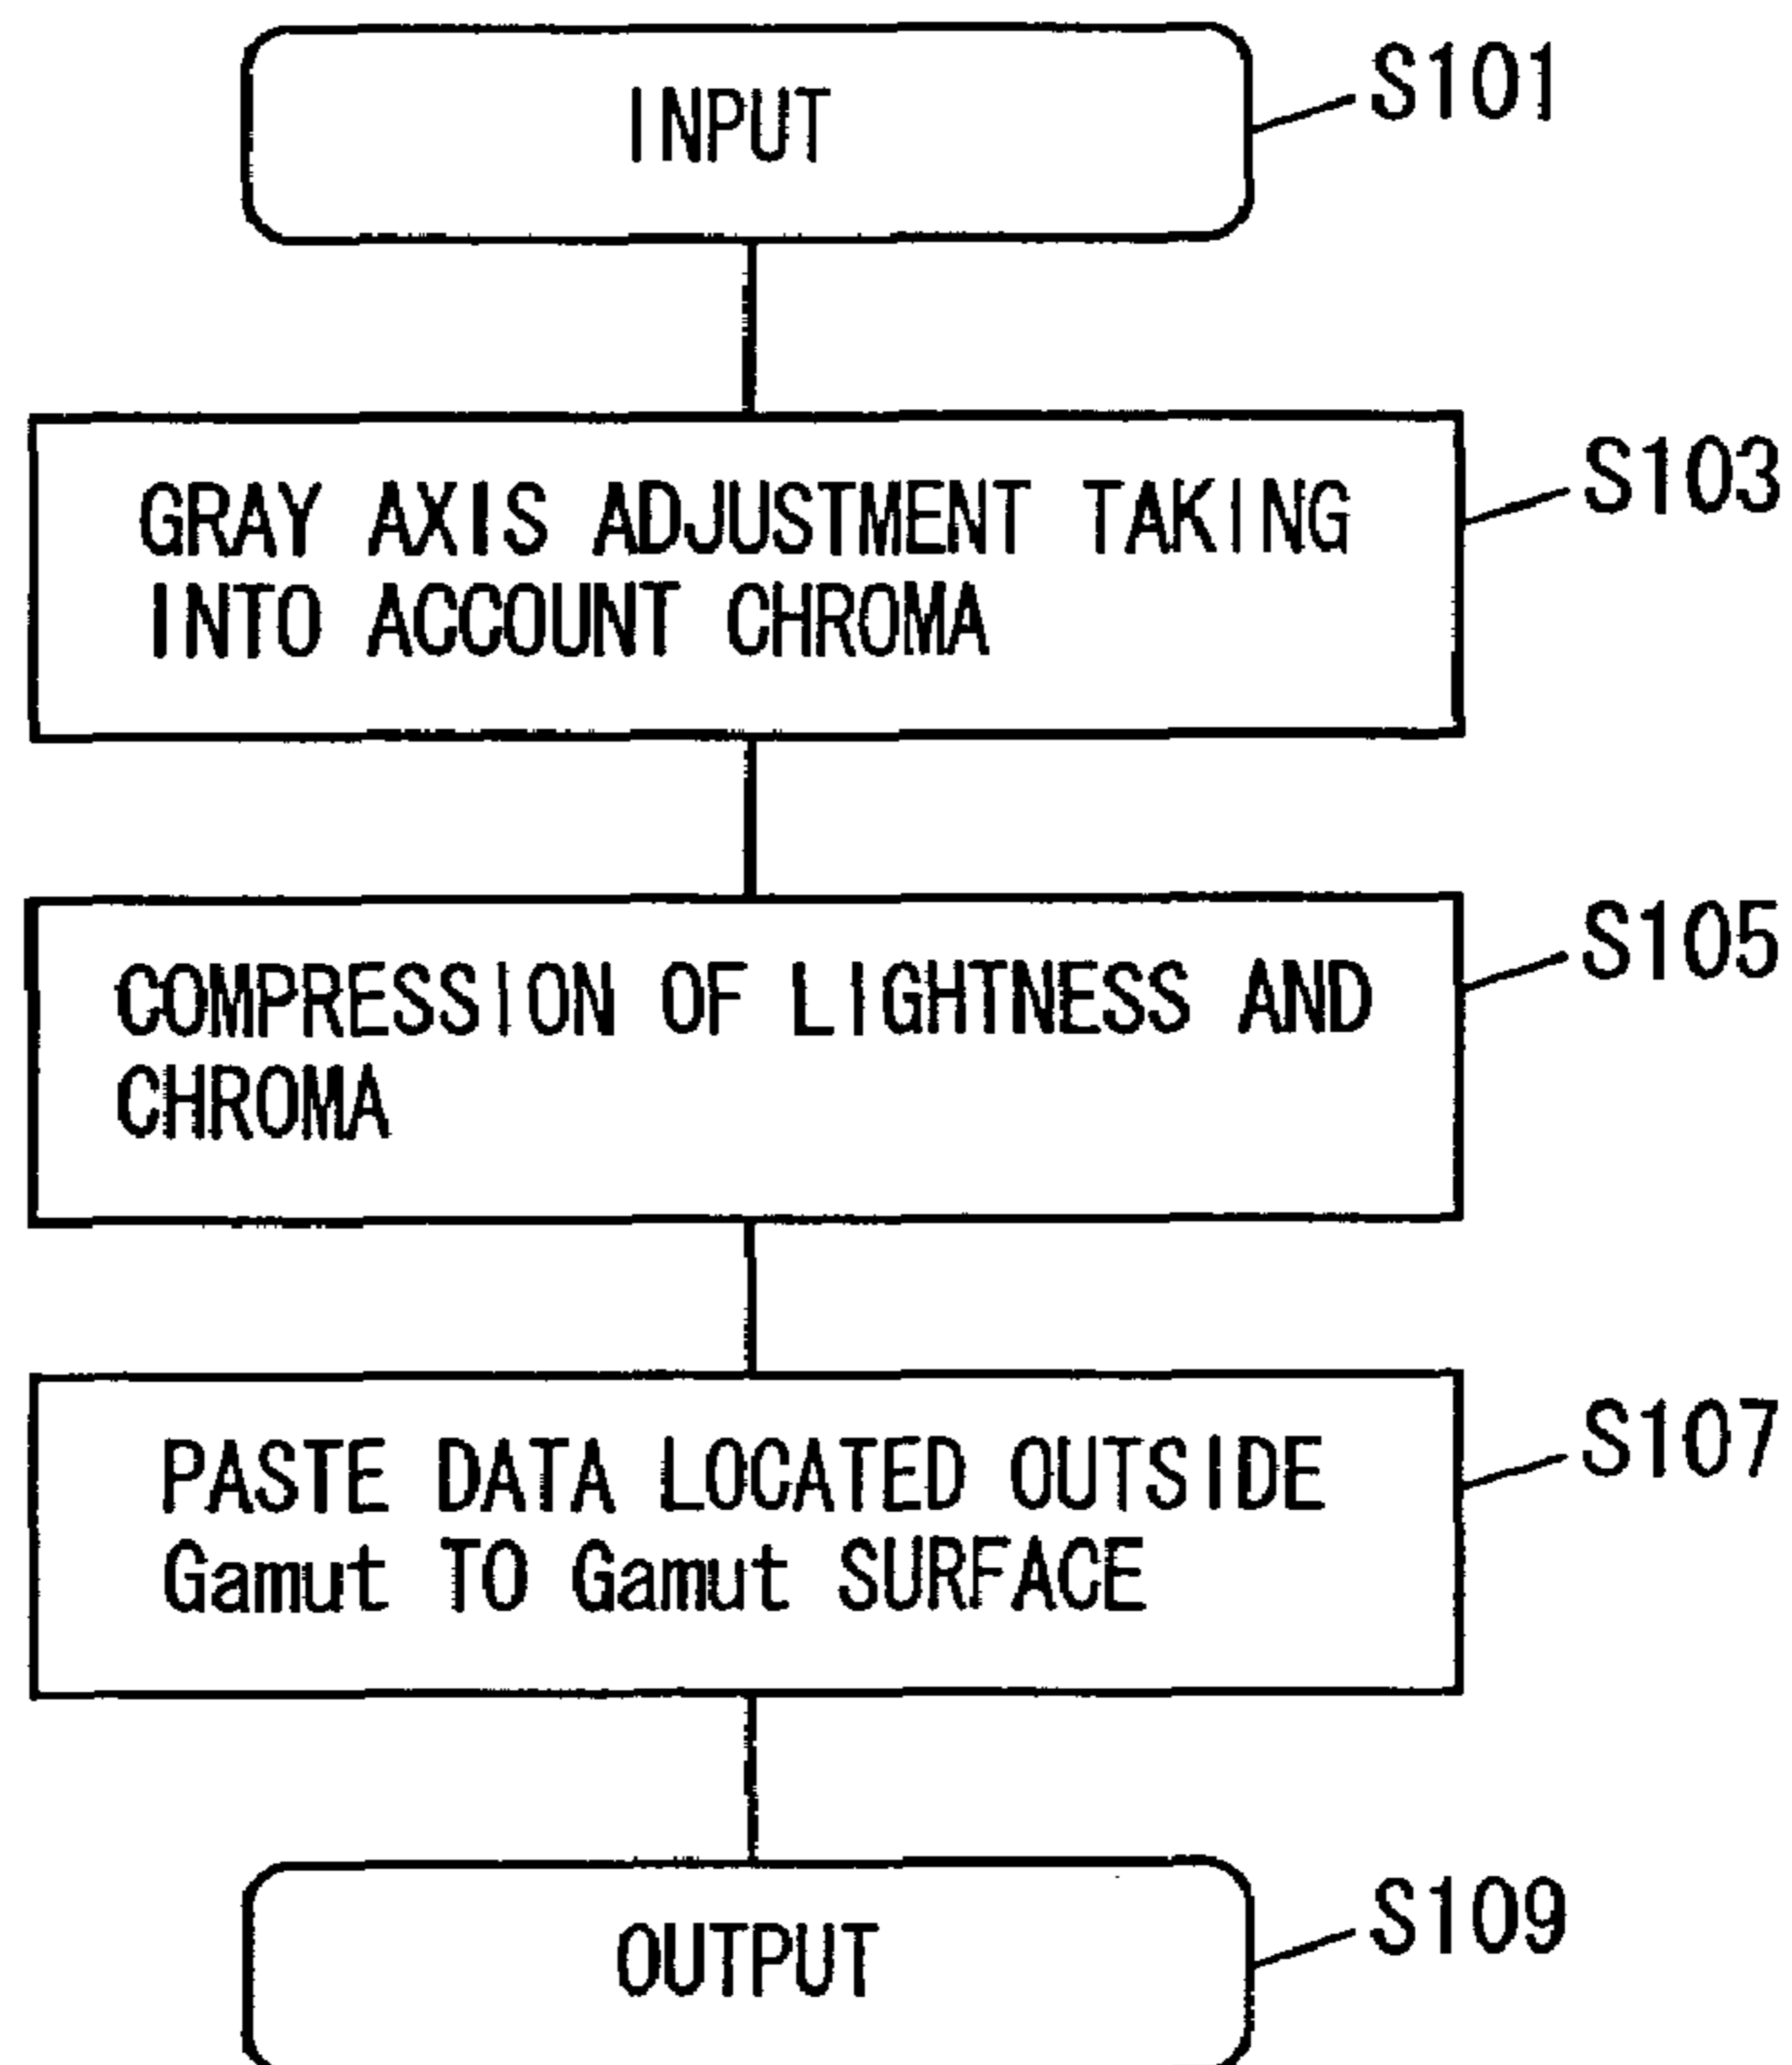 INPUT
S101
GRAY AXIS ADJUSTMENT TAKING
INTO ACCOUNT CHROMA
S103
COMPRESSION OF LIGHTNESS AND
CHROMA
S105
PASTE DATA LOCATED OUTSIDE
Gamut TO Gamut SURFACE
S107
OUTPUT
S109